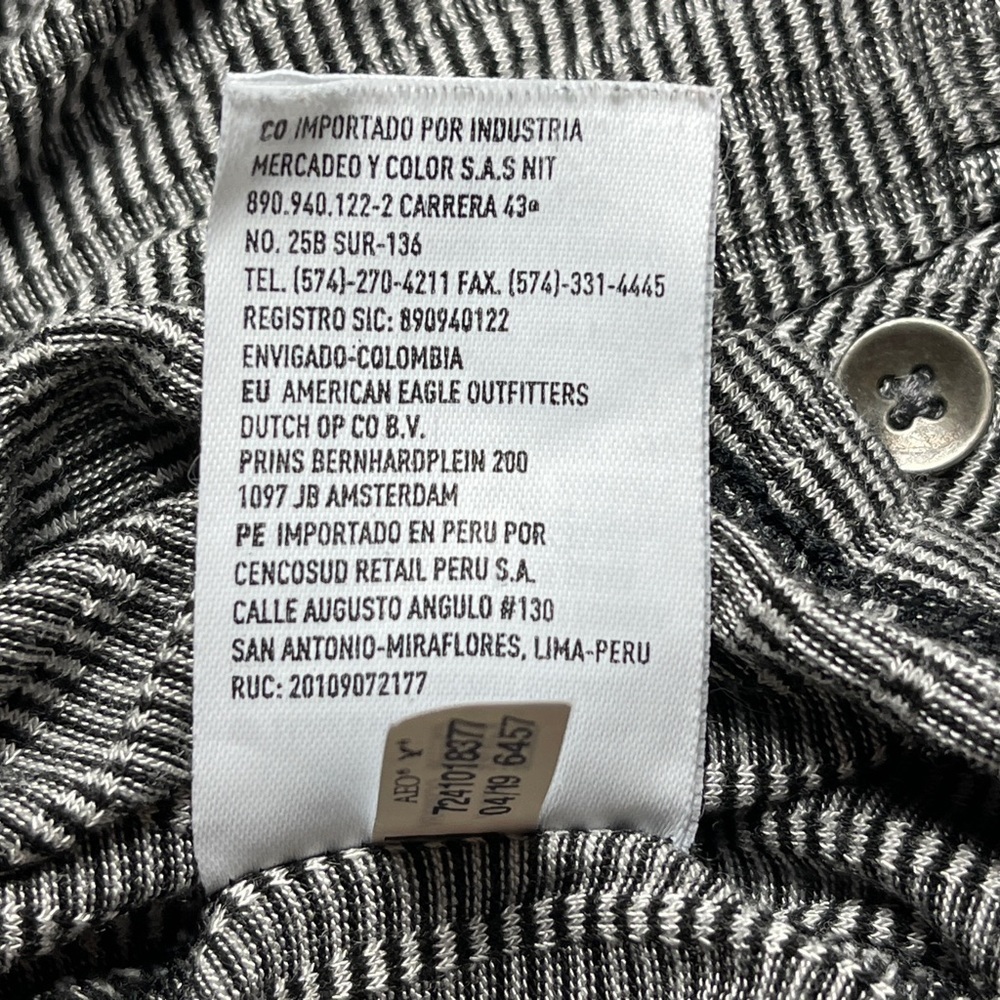 CO IMPORTADO POR INDUSTRIA
MERCADEO Y COLOR S.A.S NIT
890.940.122-2 CARRERA 43ª
NO. 25B SUR-136
TEL. (574)-270-4211 FAX. (574)-331-4445
REGISTRO SIC: 890940122
ENVIGADO-COLOMBIA
EU AMERICAN EAGLE OUTFITTERS
DUTCH OP CO B.V.
PRINS BERNHARDPLEIN 200
1097 JB AMSTERDAM
PE IMPORTADO EN PERU POR
CENCOSUD RETAIL PERU S.A.
CALLE AUGUSTO ANGULO #130
SAN ANTONIO-MIRAFLORES, LIMA-PERU
RUC: 20109072177
AEO® Y®
7241018377
04/19 6457